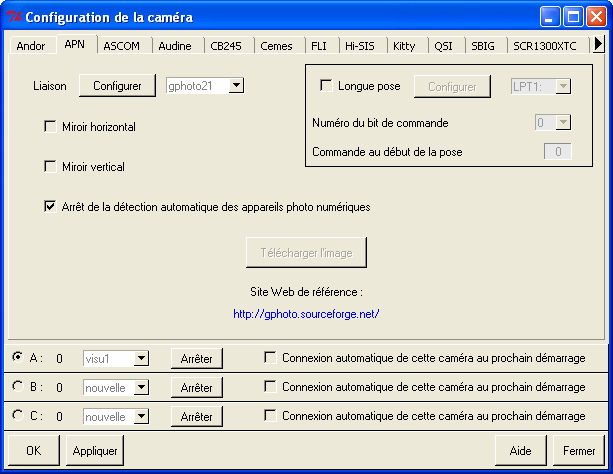 Configuration de la caméra
Andor APN ASCOM Audine CB245 Cemes FLI Hi-SIS Kitty QSI SBIG SCR1300XTC
Liaison Configurer gphoto21
Longue pose Configurer LPT1:
Numéro du bit de commande 0
Commande au début de la pose 0
Miroir horizontal
Miroir vertical
Arrêt de la détection automatique des appareils photo numériques
Télécharger l'image
Site Web de référence :
http://gphoto.sourceforge.net/
A : 0 visu1 Arrêter Connexion automatique de cette caméra au prochain démarrage
B : 0 nouvelle Arrêter Connexion automatique de cette caméra au prochain démarrage
C : 0 nouvelle Arrêter Connexion automatique de cette caméra au prochain démarrage
OK Appliquer Aide Fermer